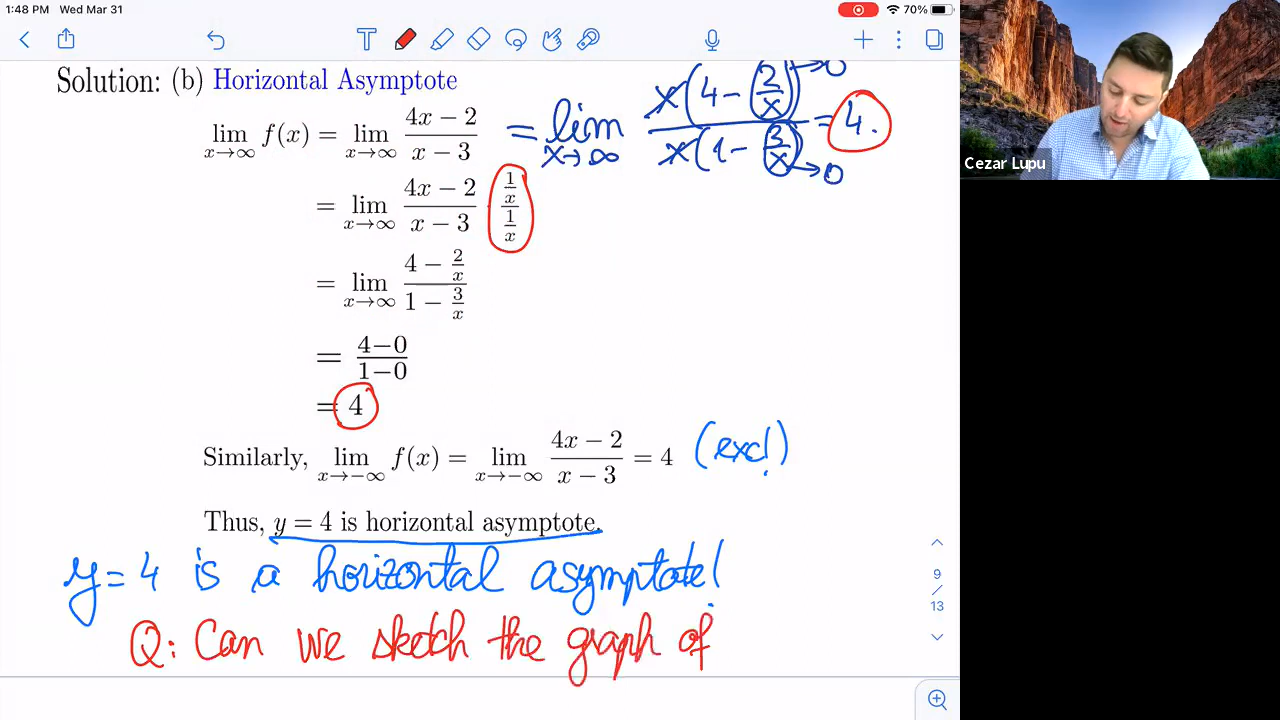 1:48 PM Wed Mar 31
70%
Solution: (b) Horizontal Asymptote
lim x→∞ f(x) = lim x→∞ (4x − 2)/(x − 3) = lim x→∞ x(4 − (2/x))→0 / x(1 − (3/x))→0 = 4.
= lim x→∞ (4x − 2)/(x − 3) (1/x)/(1/x)
= lim x→∞ (4 − 2/x)/(1 − 3/x)
= (4−0)/(1−0)
= 4
Similarly, lim x→−∞ f(x) = lim x→−∞ (4x − 2)/(x − 3) = 4 (exc!)
Thus, y = 4 is horizontal asymptote.
y = 4 is a horizontal asymptote!
Q: Can we sketch the graph of
9
/
13
Cezar Lupu